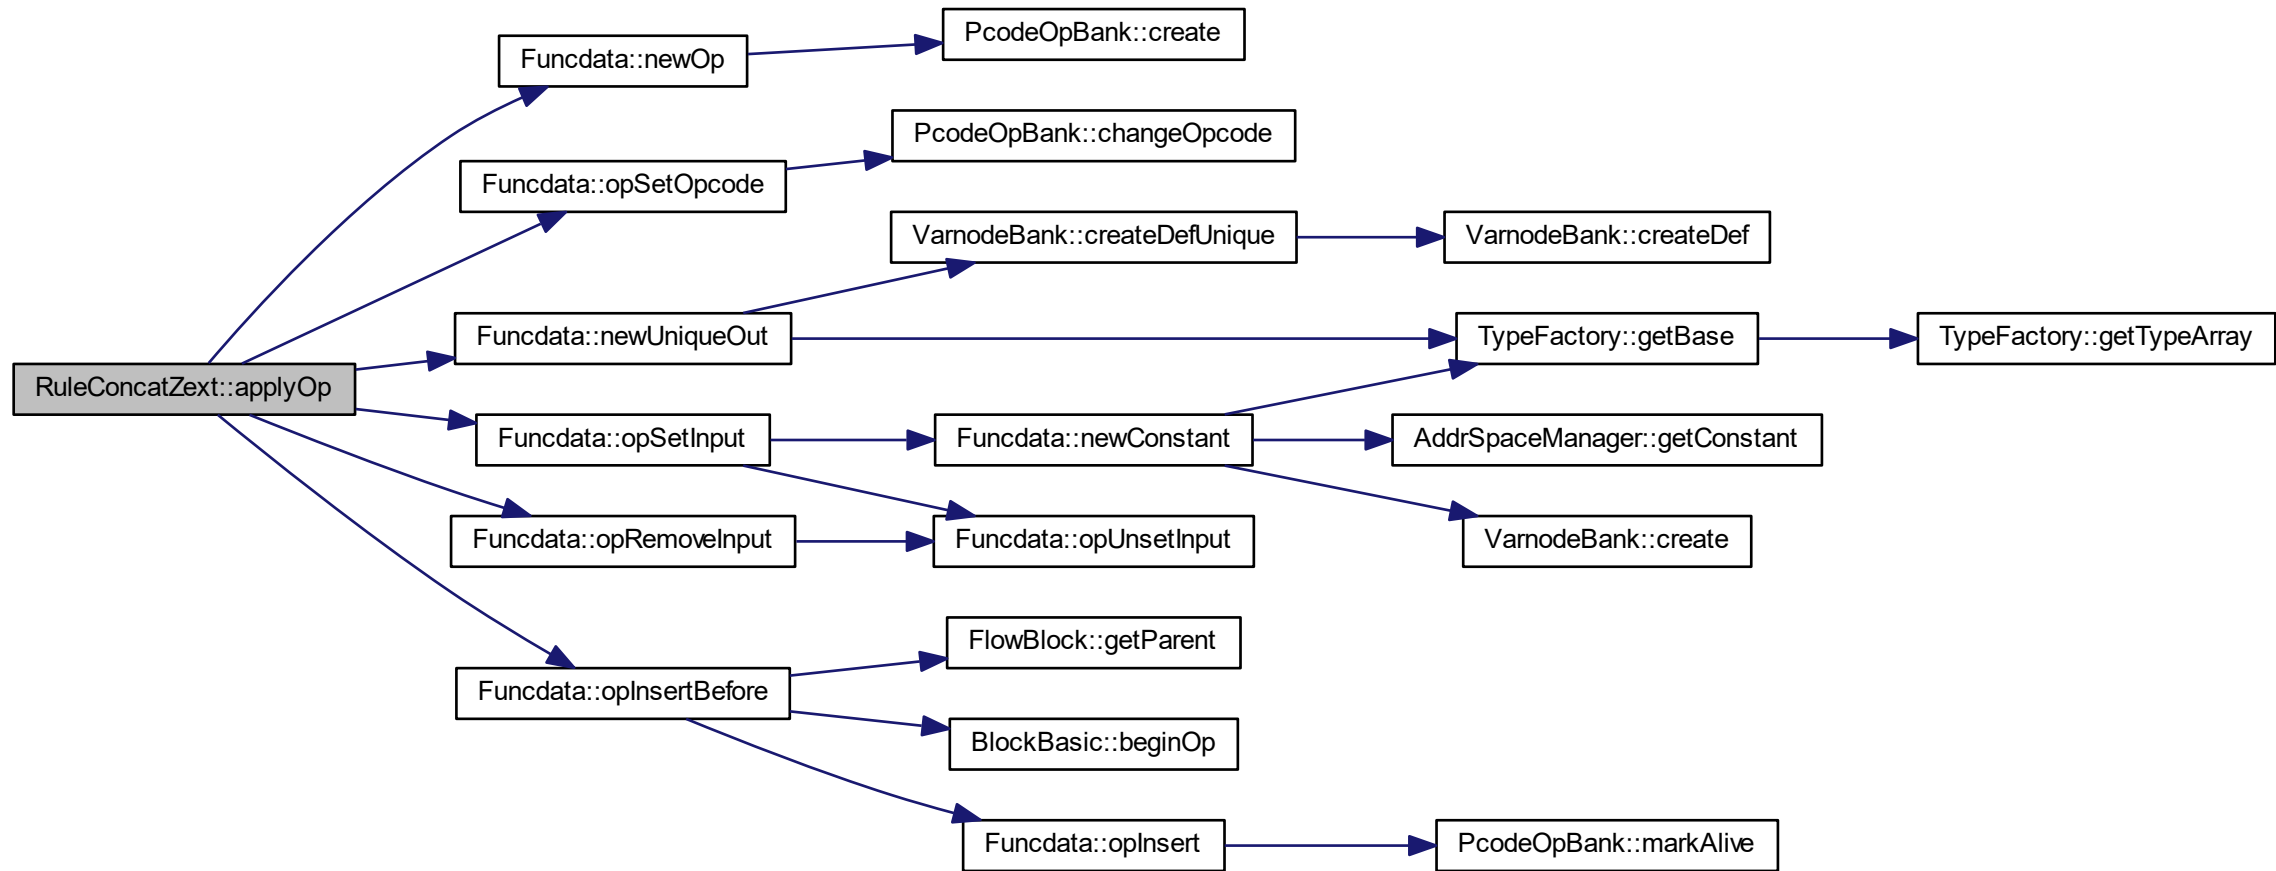 PcodeOpBank::create
Funcdata::newOp
PcodeOpBank::changeOpcode
Funcdata::opSetOpcode
VarnodeBank::createDefUnique
VarnodeBank::createDef
Funcdata::newUniqueOut
TypeFactory::getBase
TypeFactory::getTypeArray
RuleConcatZext::applyOp
Funcdata::opSetInput
Funcdata::newConstant
AddrSpaceManager::getConstant
Funcdata::opRemoveInput
Funcdata::opUnsetInput
VarnodeBank::create
FlowBlock::getParent
Funcdata::opInsertBefore
BlockBasic::beginOp
Funcdata::opInsert
PcodeOpBank::markAlive